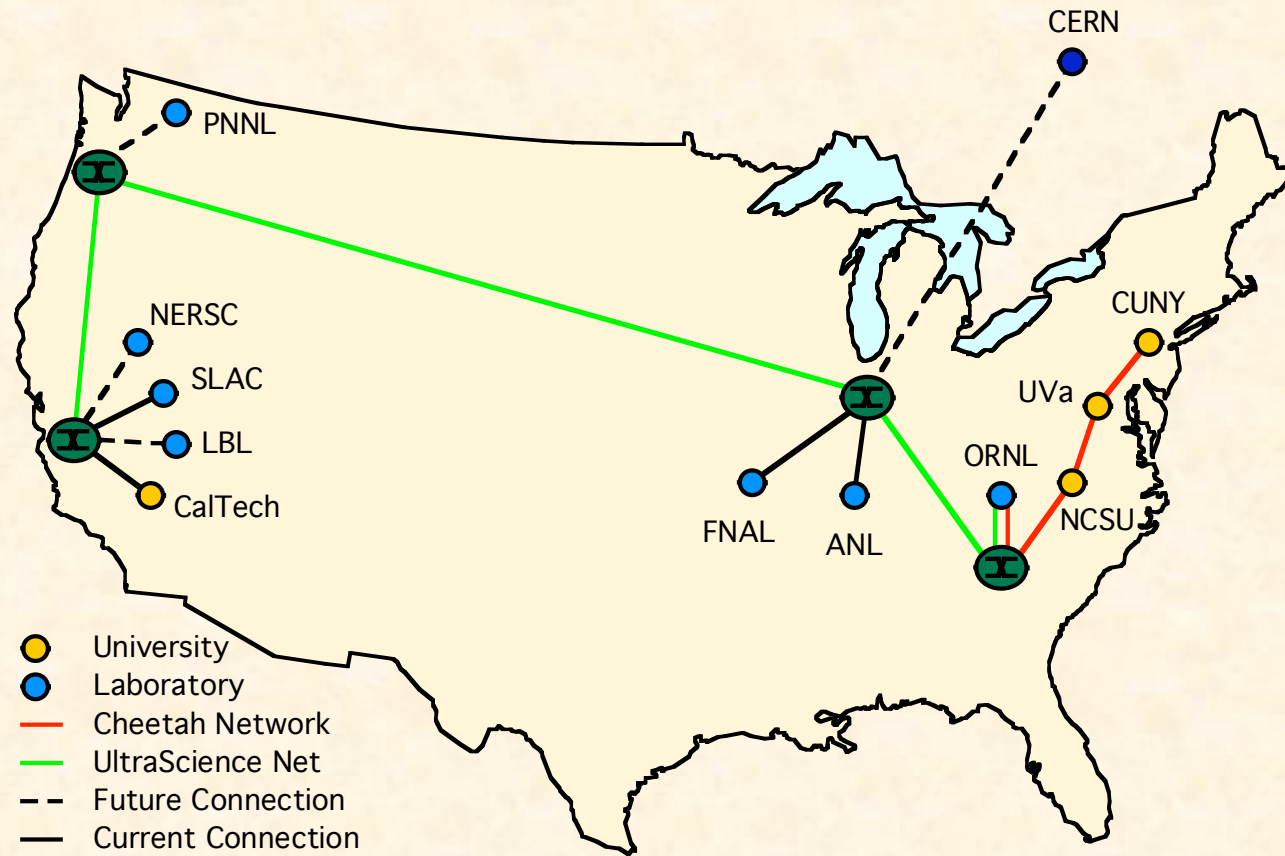 CERN
PNNL
NERSC
SLAC
LBL
CalTech
CUNY
UVa
ORNL
NCSU
FNAL
ANL
University
Laboratory
Cheetah Network
UltraScience Net
Future Connection
Current Connection